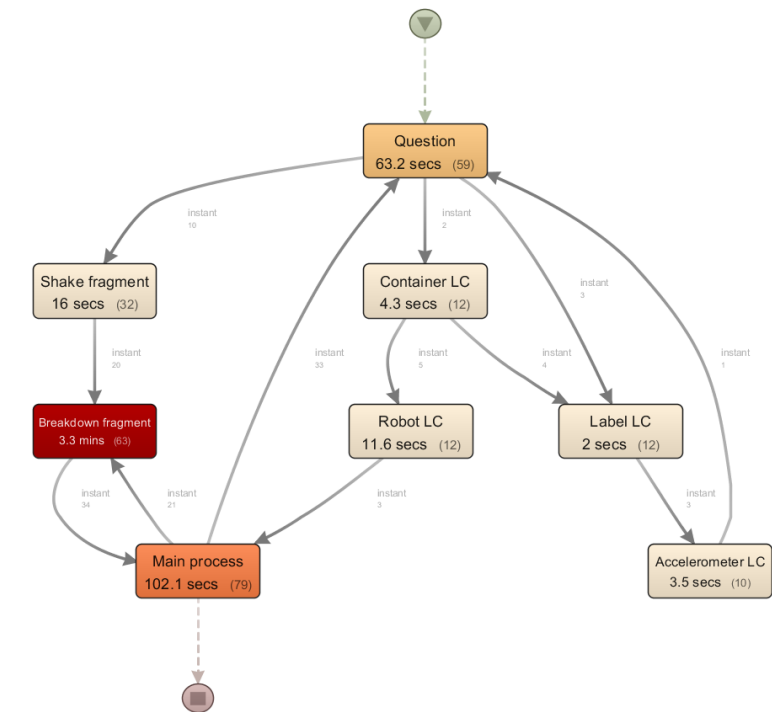 Question
63.2 secs (59)
instant
10
instant
2
instant
3
Shake fragment
16 secs (32)
Container LC
4.3 secs (12)
instant
20
instant
33
instant
5
instant
4
instant
1
Breakdown fragment
3.3 mins (63)
Robot LC
11.6 secs (12)
Label LC
2 secs (12)
instant
34
instant
21
instant
3
instant
3
Main process
102.1 secs (79)
Accelerometer LC
3.5 secs (10)